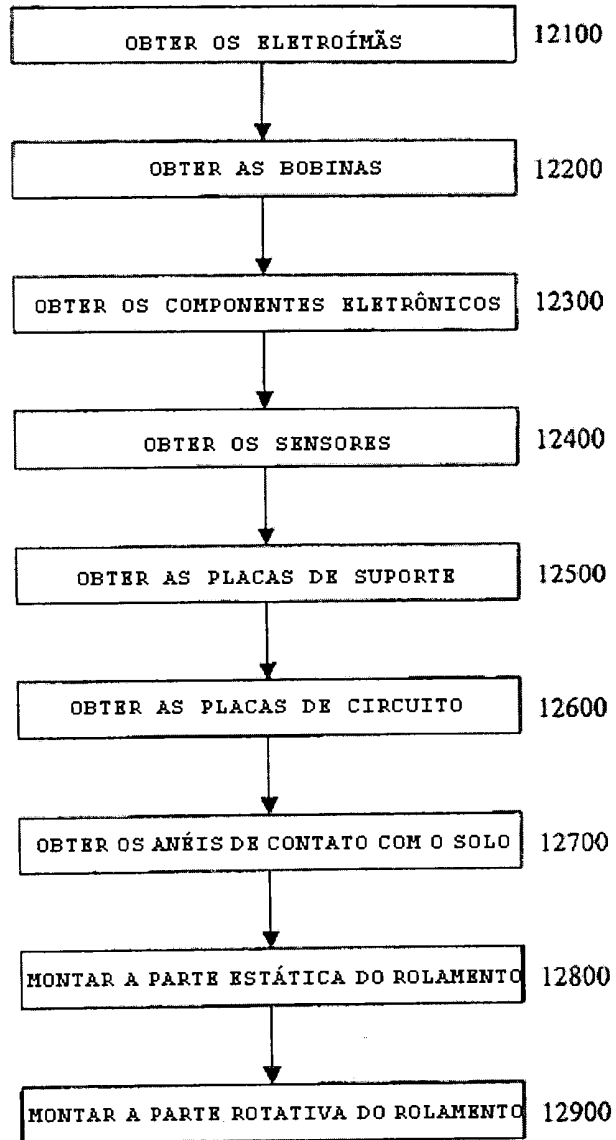 OBTER OS ELETROÍMÃS 12100
OBTER AS BOBINAS 12200
OBTER OS COMPONENTES ELETRÔNICOS 12300
OBTER OS SENSORES 12400
OBTER AS PLACAS DE SUPORTE 12500
OBTER AS PLACAS DE CIRCUITO 12600
OBTER OS ANÉIS DE CONTATO COM O SOLO 12700
MONTAR A PARTE ESTÁTICA DO ROLAMENTO 12800
MONTAR A PARTE ROTATIVA DO ROLAMENTO 12900